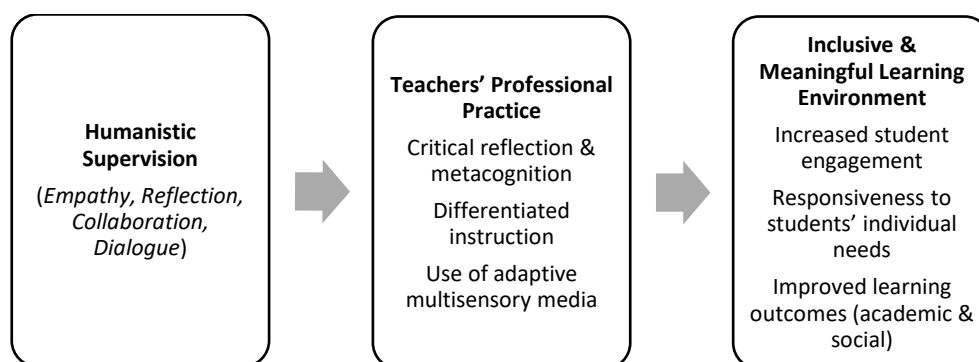 Humanistic
Supervision
(Empathy, Reflection,
Collaboration,
Dialogue)
Teachers’ Professional
Practice
Critical reflection &
metacognition
Differentiated
instruction
Use of adaptive
multisensory media
Inclusive &
Meaningful Learning
Environment
Increased student
engagement
Responsiveness to
students’ individual
needs
Improved learning
outcomes (academic &
social)